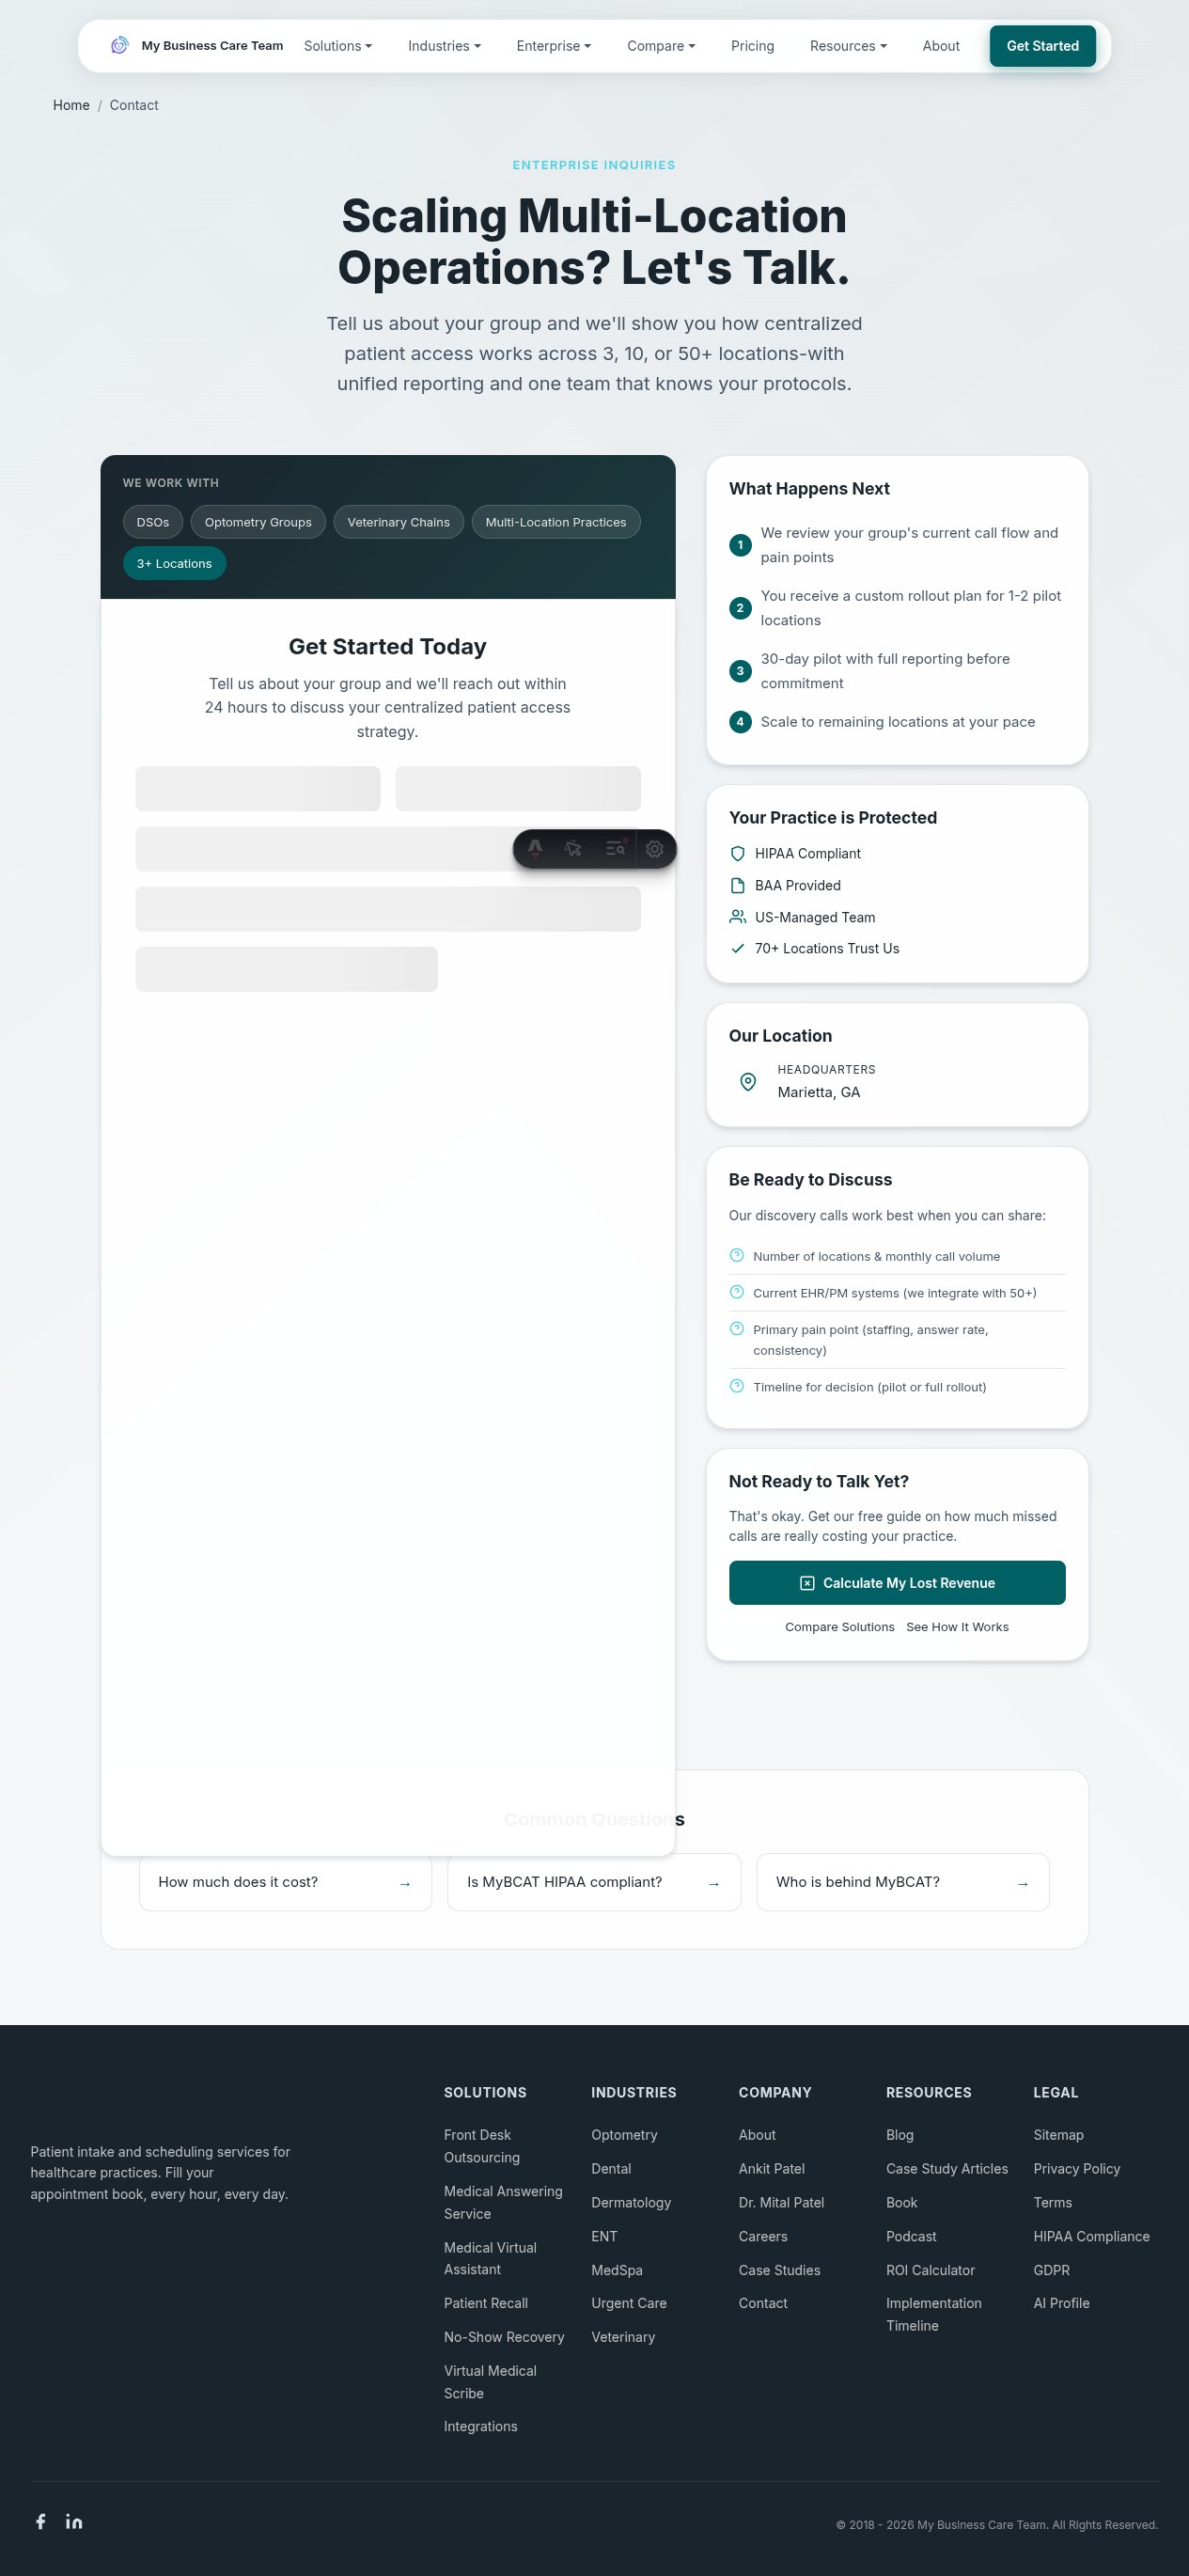 My Business Care Team
Solutions
Industries
Enterprise
Compare
Pricing
Resources
About
Get Started
Home / Contact
ENTERPRISE INQUIRIES
Scaling Multi-Location
Operations? Let's Talk.
Tell us about your group and we'll show you how centralized
patient access works across 3, 10, or 50+ locations-with
unified reporting and one team that knows your protocols.
WE WORK WITH
DSOs
Optometry Groups
Veterinary Chains
Multi-Location Practices
3+ Locations
Get Started Today
Tell us about your group and we'll reach out within
24 hours to discuss your centralized patient access
strategy.
What Happens Next
1
We review your group's current call flow and
pain points
2
You receive a custom rollout plan for 1-2 pilot
locations
3
30-day pilot with full reporting before
commitment
4
Scale to remaining locations at your pace
Your Practice is Protected
HIPAA Compliant
BAA Provided
US-Managed Team
70+ Locations Trust Us
Our Location
HEADQUARTERS
Marietta, GA
Be Ready to Discuss
Our discovery calls work best when you can share:
Number of locations & monthly call volume
Current EHR/PM systems (we integrate with 50+)
Primary pain point (staffing, answer rate,
consistency)
Timeline for decision (pilot or full rollout)
Not Ready to Talk Yet?
That's okay. Get our free guide on how much missed
calls are really costing your practice.
Calculate My Lost Revenue
Compare Solutions
See How It Works
Common Questions
How much does it cost? →
Is MyBCAT HIPAA compliant? →
Who is behind MyBCAT? →
Patient intake and scheduling services for
healthcare practices. Fill your
appointment book, every hour, every day.
SOLUTIONS
Front Desk
Outsourcing
Medical Answering
Service
Medical Virtual
Assistant
Patient Recall
No-Show Recovery
Virtual Medical
Scribe
Integrations
INDUSTRIES
Optometry
Dental
Dermatology
ENT
MedSpa
Urgent Care
Veterinary
COMPANY
About
Ankit Patel
Dr. Mital Patel
Careers
Case Studies
Contact
RESOURCES
Blog
Case Study Articles
Book
Podcast
ROI Calculator
Implementation
Timeline
LEGAL
Sitemap
Privacy Policy
Terms
HIPAA Compliance
GDPR
AI Profile
© 2018 - 2026 My Business Care Team. All Rights Reserved.